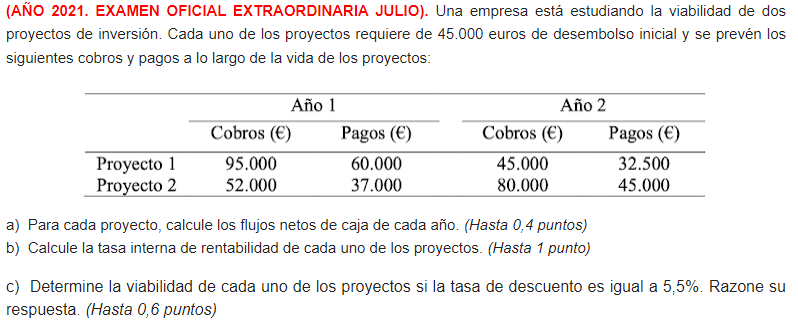 (AÑO 2021. EXAMEN OFICIAL EXTRAORDINARIA JULIO). Una empresa está estudiando la viabilidad de dos
proyectos de inversión. Cada uno de los proyectos requiere de 45.000 euros de desembolso inicial y se prevén los
siguientes cobros y pagos a lo largo de la vida de los proyectos:
Año 1 Año 2
Cobros (€) Pagos (€) Cobros (€) Pagos (€)
Proyecto 1 95.000 60.000 45.000 32.500
Proyecto 2 52.000 37.000 80.000 45.000
a) Para cada proyecto, calcule los flujos netos de caja de cada año. (Hasta 0,4 puntos)
b) Calcule la tasa interna de rentabilidad de cada uno de los proyectos. (Hasta 1 punto)
c) Determine la viabilidad de cada uno de los proyectos si la tasa de descuento es igual a 5,5%. Razone su
respuesta. (Hasta 0,6 puntos)